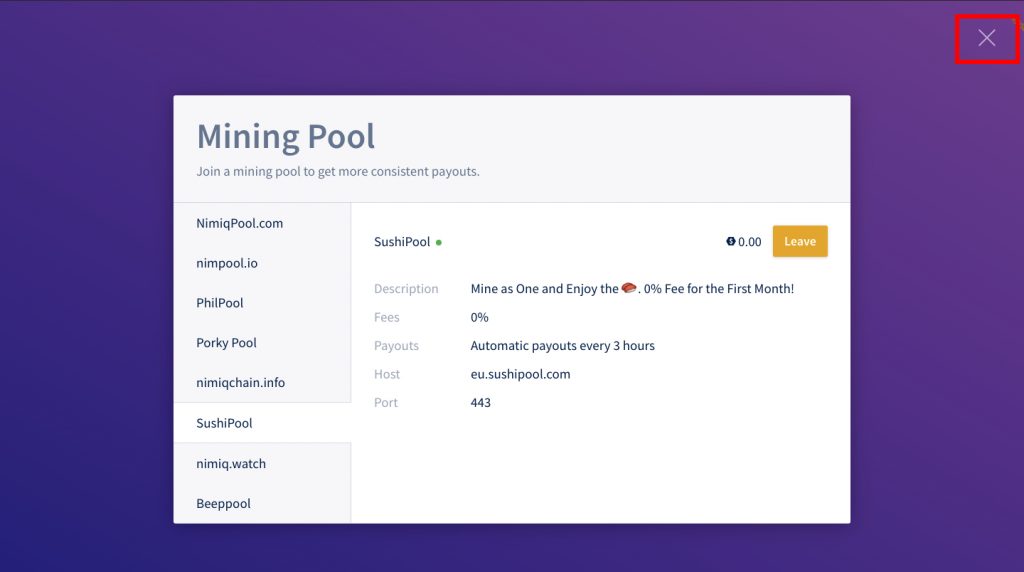 Mining Pool
Join a mining pool to get more consistent payouts.
NimiqPool.com
nimpool.io
PhilPool
Porky Pool
nimiqchain.info
SushiPool
nimiq.watch
Beeppool
SushiPool
0.00 Leave
Description Mine as One and Enjoy the 🍣. 0% Fee for the First Month!
Fees 0%
Payouts Automatic payouts every 3 hours
Host eu.sushipool.com
Port 443